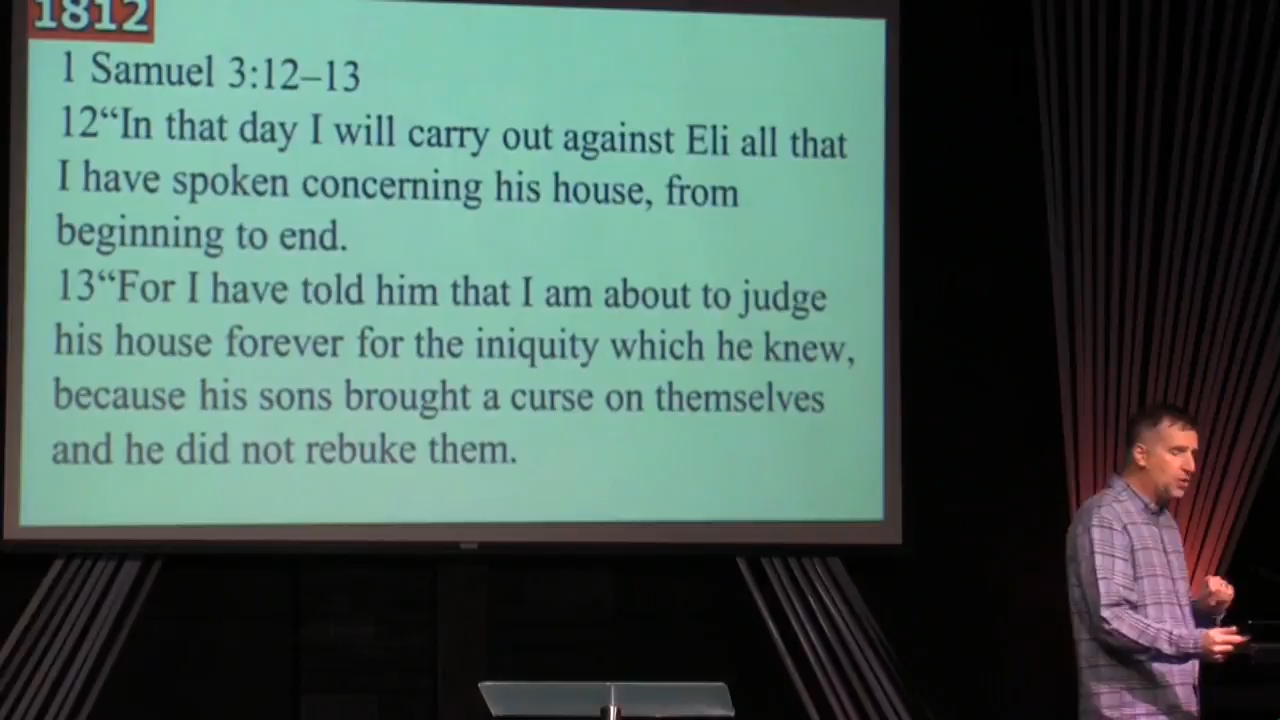 1812
1 Samuel 3:12–13
12“In that day I will carry out against Eli all that
I have spoken concerning his house, from
beginning to end.
13“For I have told him that I am about to judge
his house forever for the iniquity which he knew,
because his sons brought a curse on themselves
and he did not rebuke them.